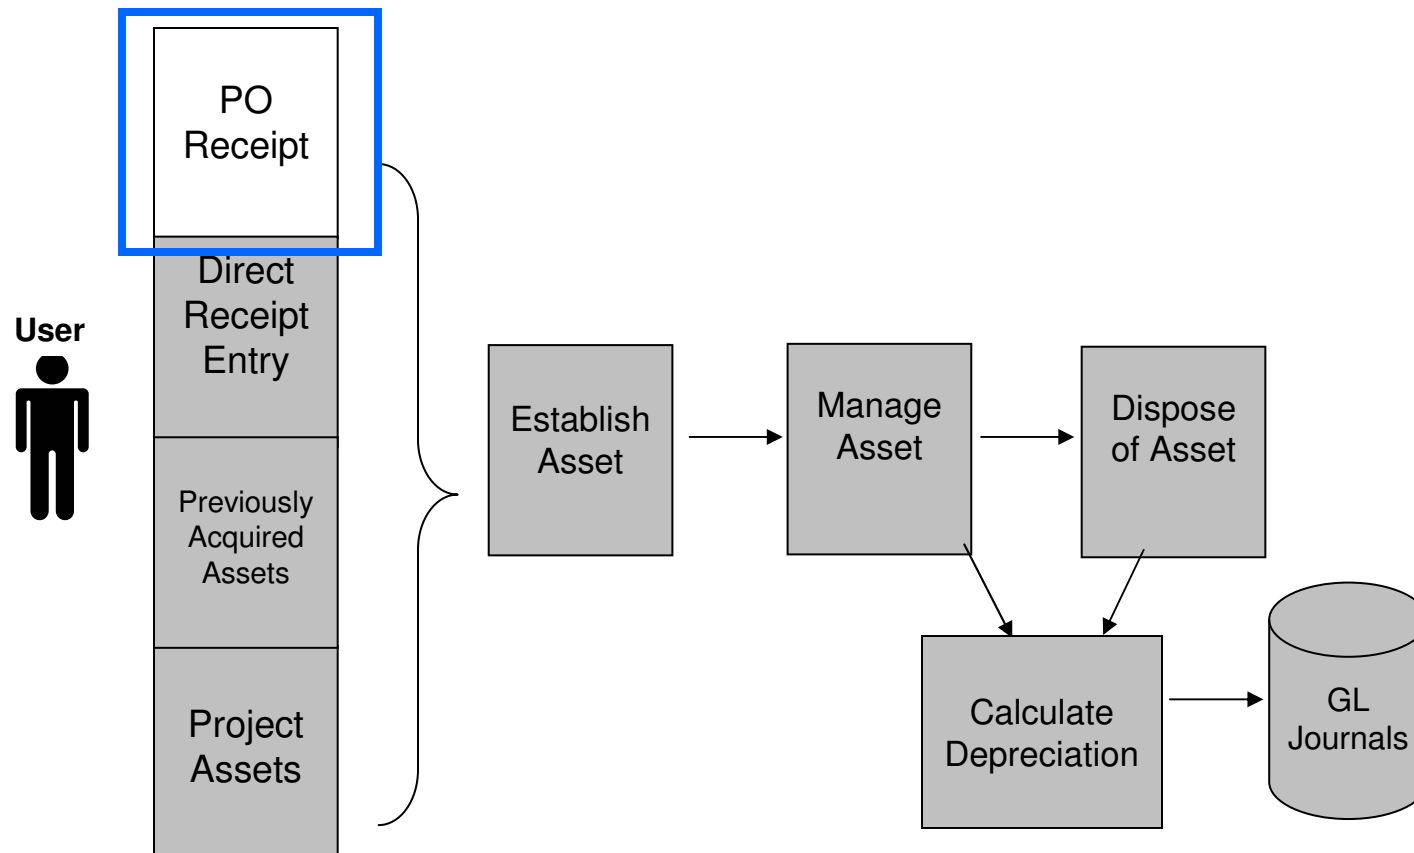 PO
Receipt
Direct
Receipt
Entry
User
Previously
Acquired
Assets
Project
Assets
Establish
Asset
Manage
Asset
Dispose
of Asset
Calculate
Depreciation
GL
Journals